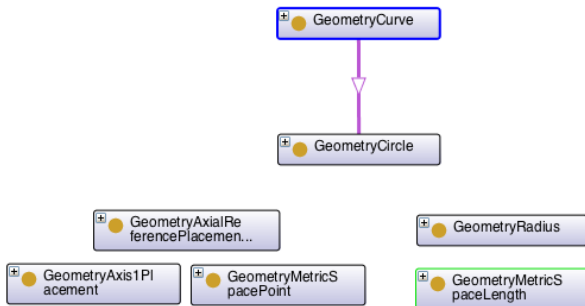 GeometryCurve
GeometryCircle
GeometryAxialRe
ferencePlacemen...
GeometryRadius
GeometryAxis1Pl
acement
GeometryMetricS
pacePoint
GeometryMetricS
paceLength